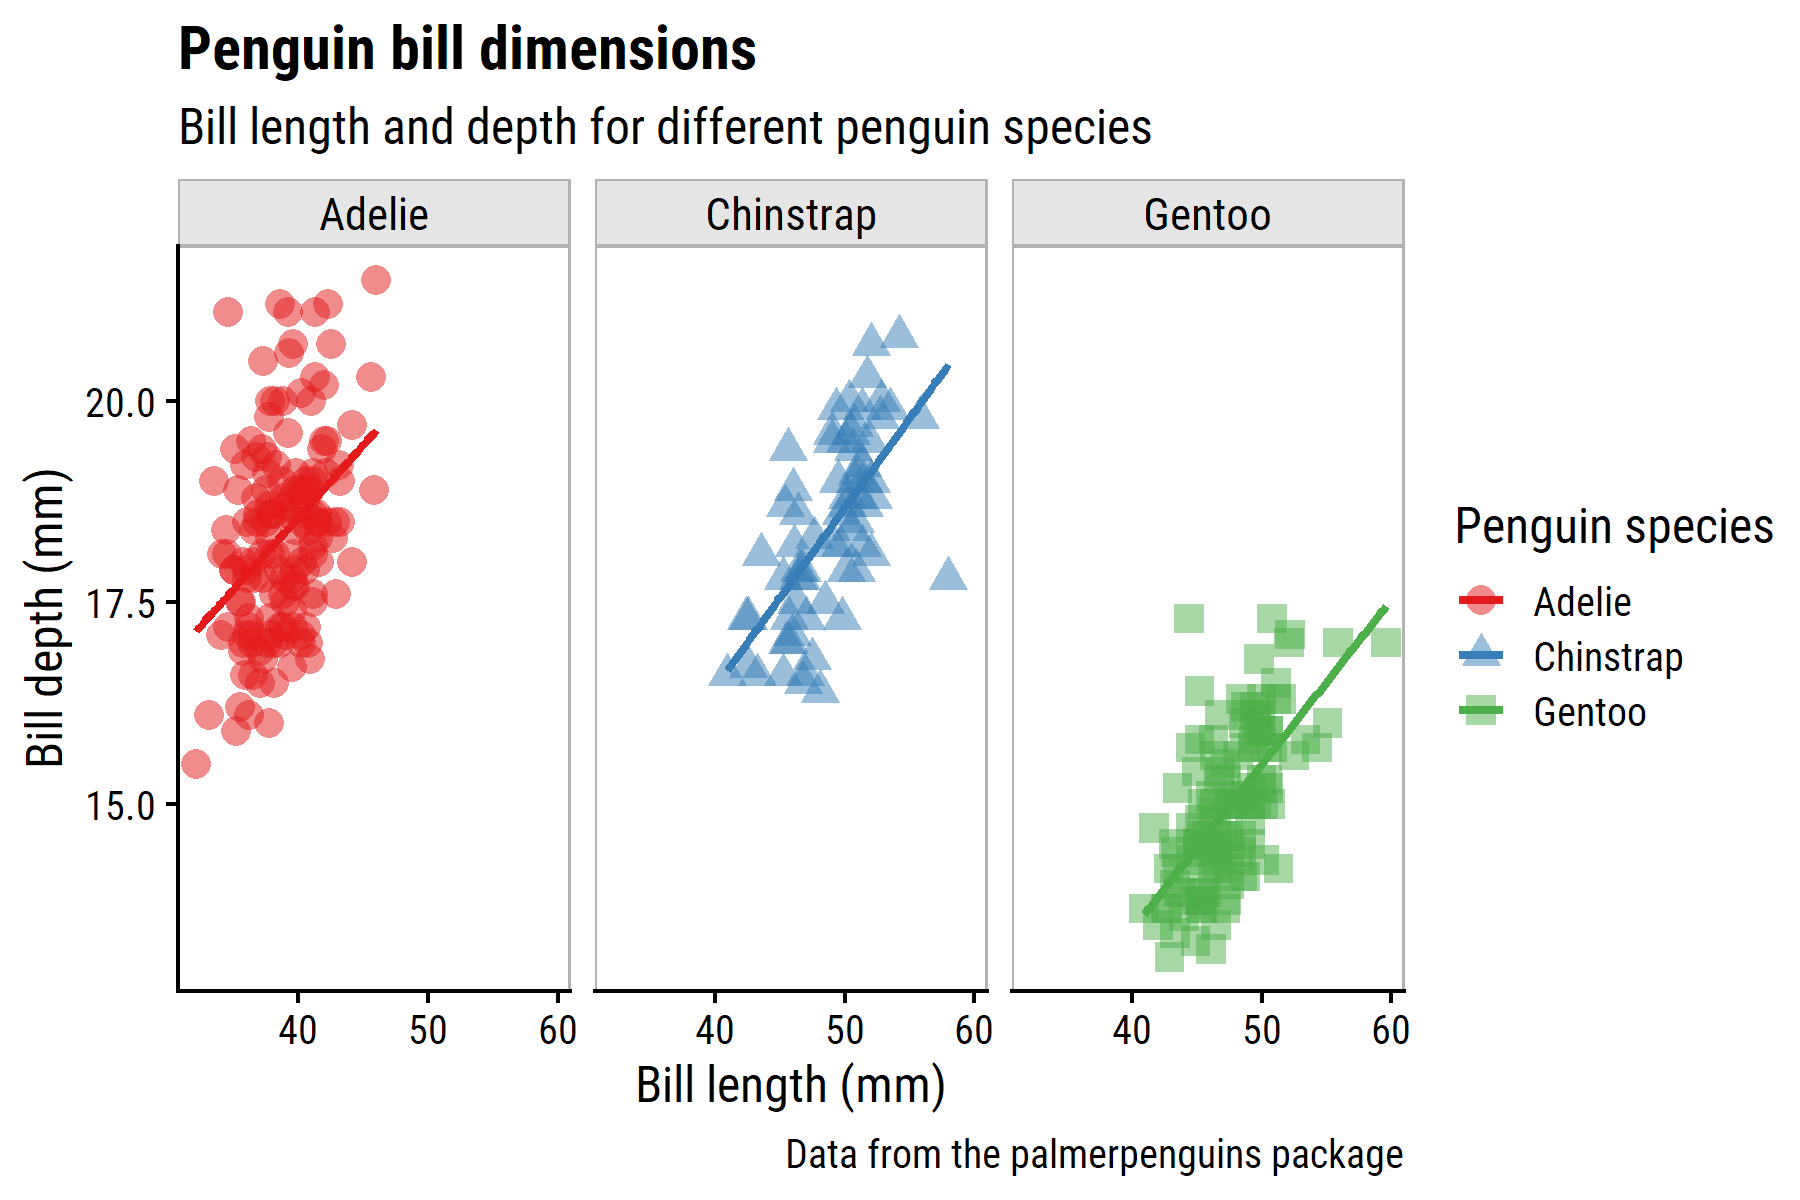 Penguin bill dimensions
Bill length and depth for different penguin species
Adelie
Chinstrap
Gentoo
Bill depth (mm)
20.0
17.5
15.0
40 50 60
40 50 60
40 50 60
Bill length (mm)
Penguin species
Adelie
Chinstrap
Gentoo
Data from the palmerpenguins package